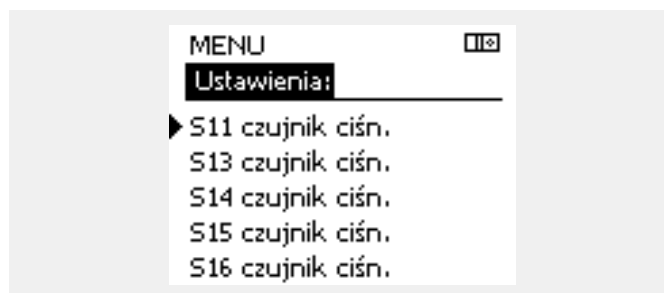 MENU
Ustawienia:
S11 czujnik ciśn.
S13 czujnik ciśn.
S14 czujnik ciśn.
S15 czujnik ciśn.
S16 czujnik ciśn.